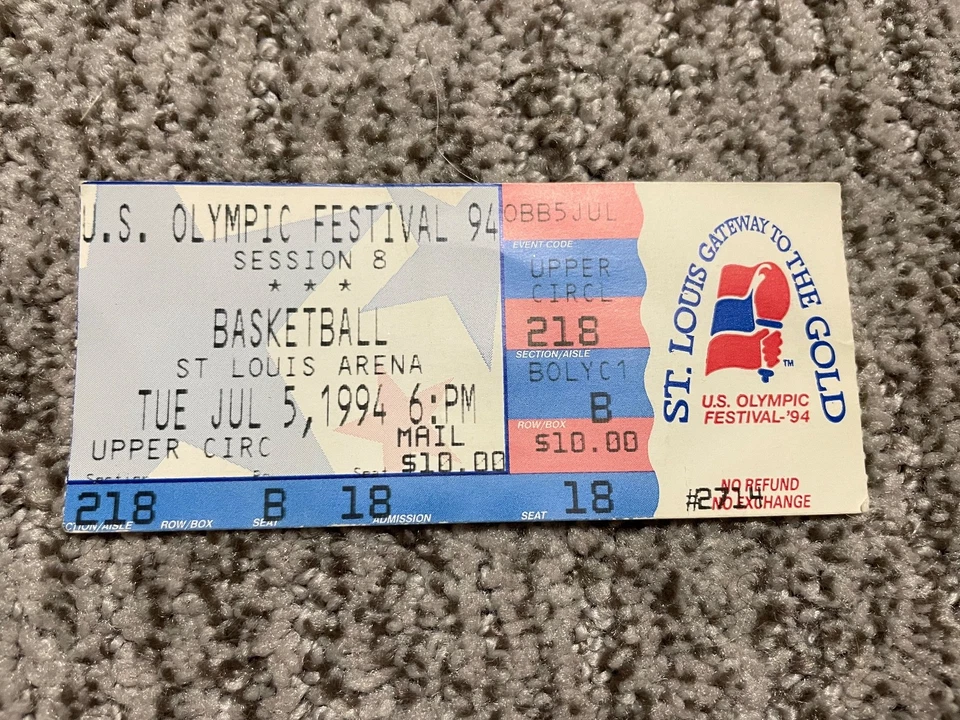 U.S. OLYMPIC FESTIVAL 94
SESSION 8
* * *
BASKETBALL
ST LOUIS ARENA
TUE JUL 5,1994 6:PM
MAIL
UPPER CIRC
$10.00
218 B 18
ROW/BOX SEAT ADMISSION
OBB5JUL
EVENT-CODE
UPPER
CIRCL
218
SECTION/AISLE
BOLYC1
B
ROW/BOX
$10.00
18
SEAT
ST. LOUIS GATEWAY TO THE GOLD
TM
U.S. OLYMPIC
FESTIVAL-'94
NO REFUND
NO EXCHANGE
#2714